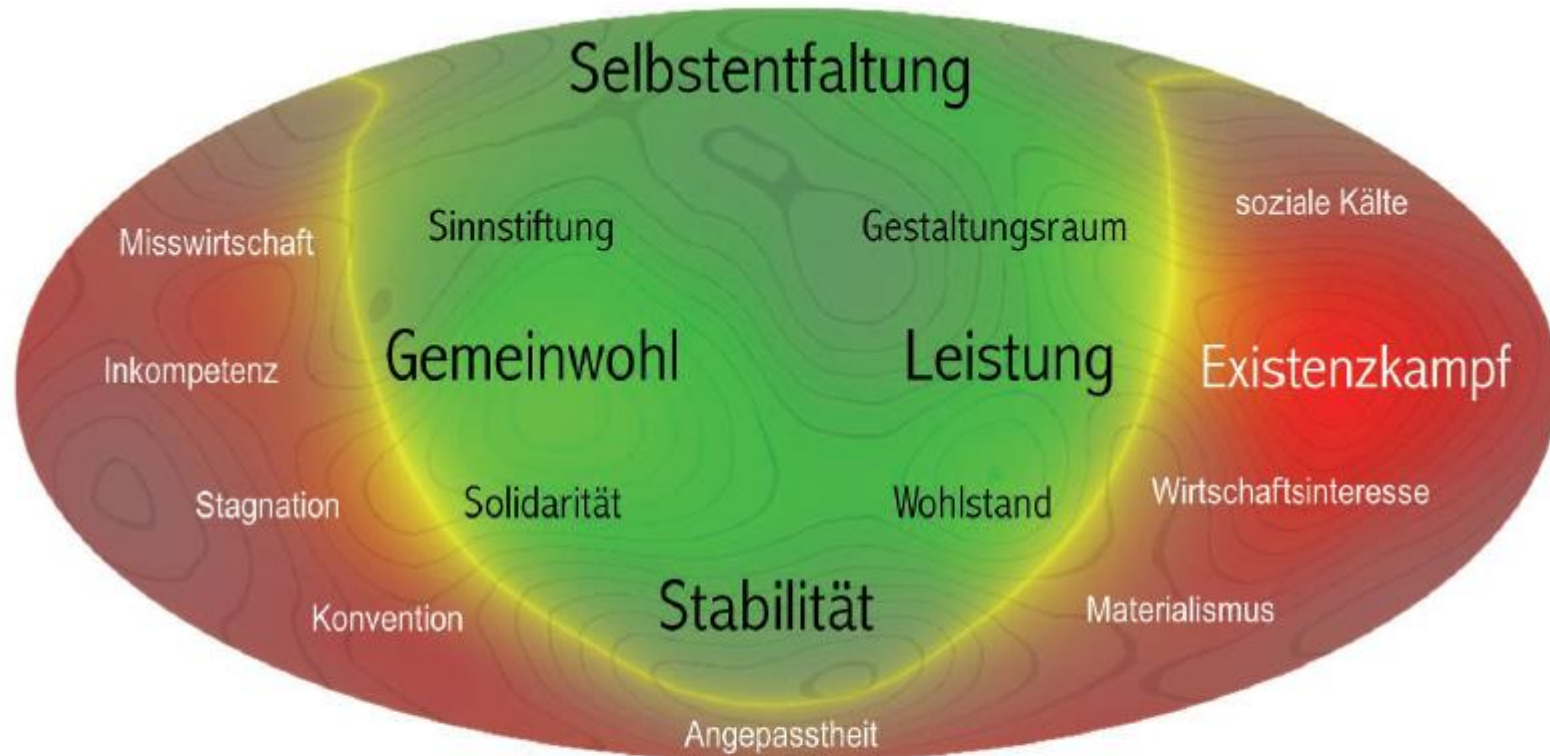 Selbstentfaltung
soziale Kälte
Sinnstiftung
Gestaltungsraum
Misswirtschaft
Gemeinwohl
Leistung
Existenzkampf
Inkompetenz
Wirtschaftsinteresse
Stagnation
Solidarität
Wohlstand
Stabilität
Materialismus
Konvention
Angepasstheit